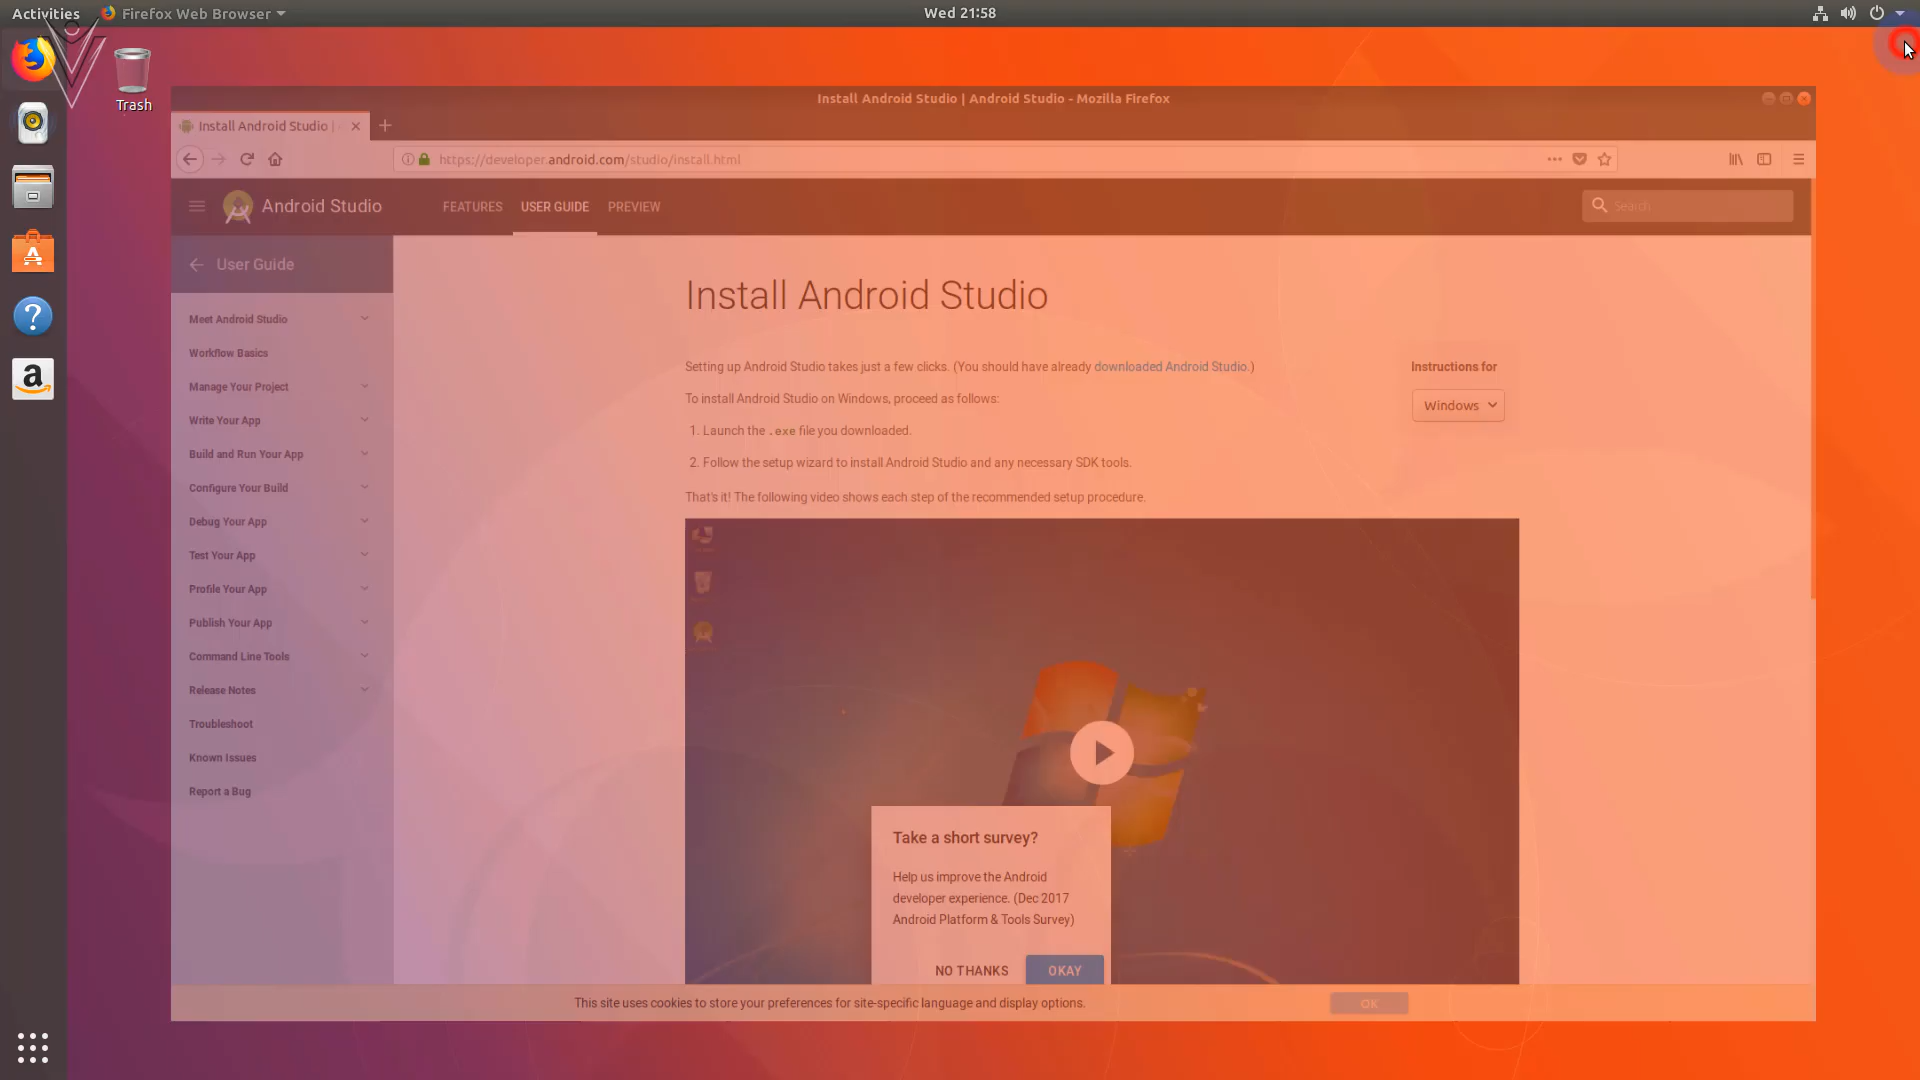 Activities
Firefox Web Browser
Wed 21:58
Trash
Install Android Studio | Android Studio - Mozilla Firefox
Install Android Studio |
https://developer.android.com/studio/install.html
Android Studio
FEATURES
USER GUIDE
PREVIEW
Search
User Guide
Meet Android Studio
Workflow Basics
Manage Your Project
Write Your App
Build and Run Your App
Configure Your Build
Debug Your App
Test Your App
Profile Your App
Publish Your App
Command Line Tools
Release Notes
Troubleshoot
Known Issues
Report a Bug
Install Android Studio
Setting up Android Studio takes just a few clicks. (You should have already downloaded Android Studio.)
To install Android Studio on Windows, proceed as follows:
1. Launch the .exe file you downloaded.
2. Follow the setup wizard to install Android Studio and any necessary SDK tools.
That's it! The following video shows each step of the recommended setup procedure.
Instructions for
Windows
Take a short survey?
Help us improve the Android
developer experience. (Dec 2017
Android Platform & Tools Survey)
NO THANKS
OKAY
This site uses cookies to store your preferences for site-specific language and display options.
OK